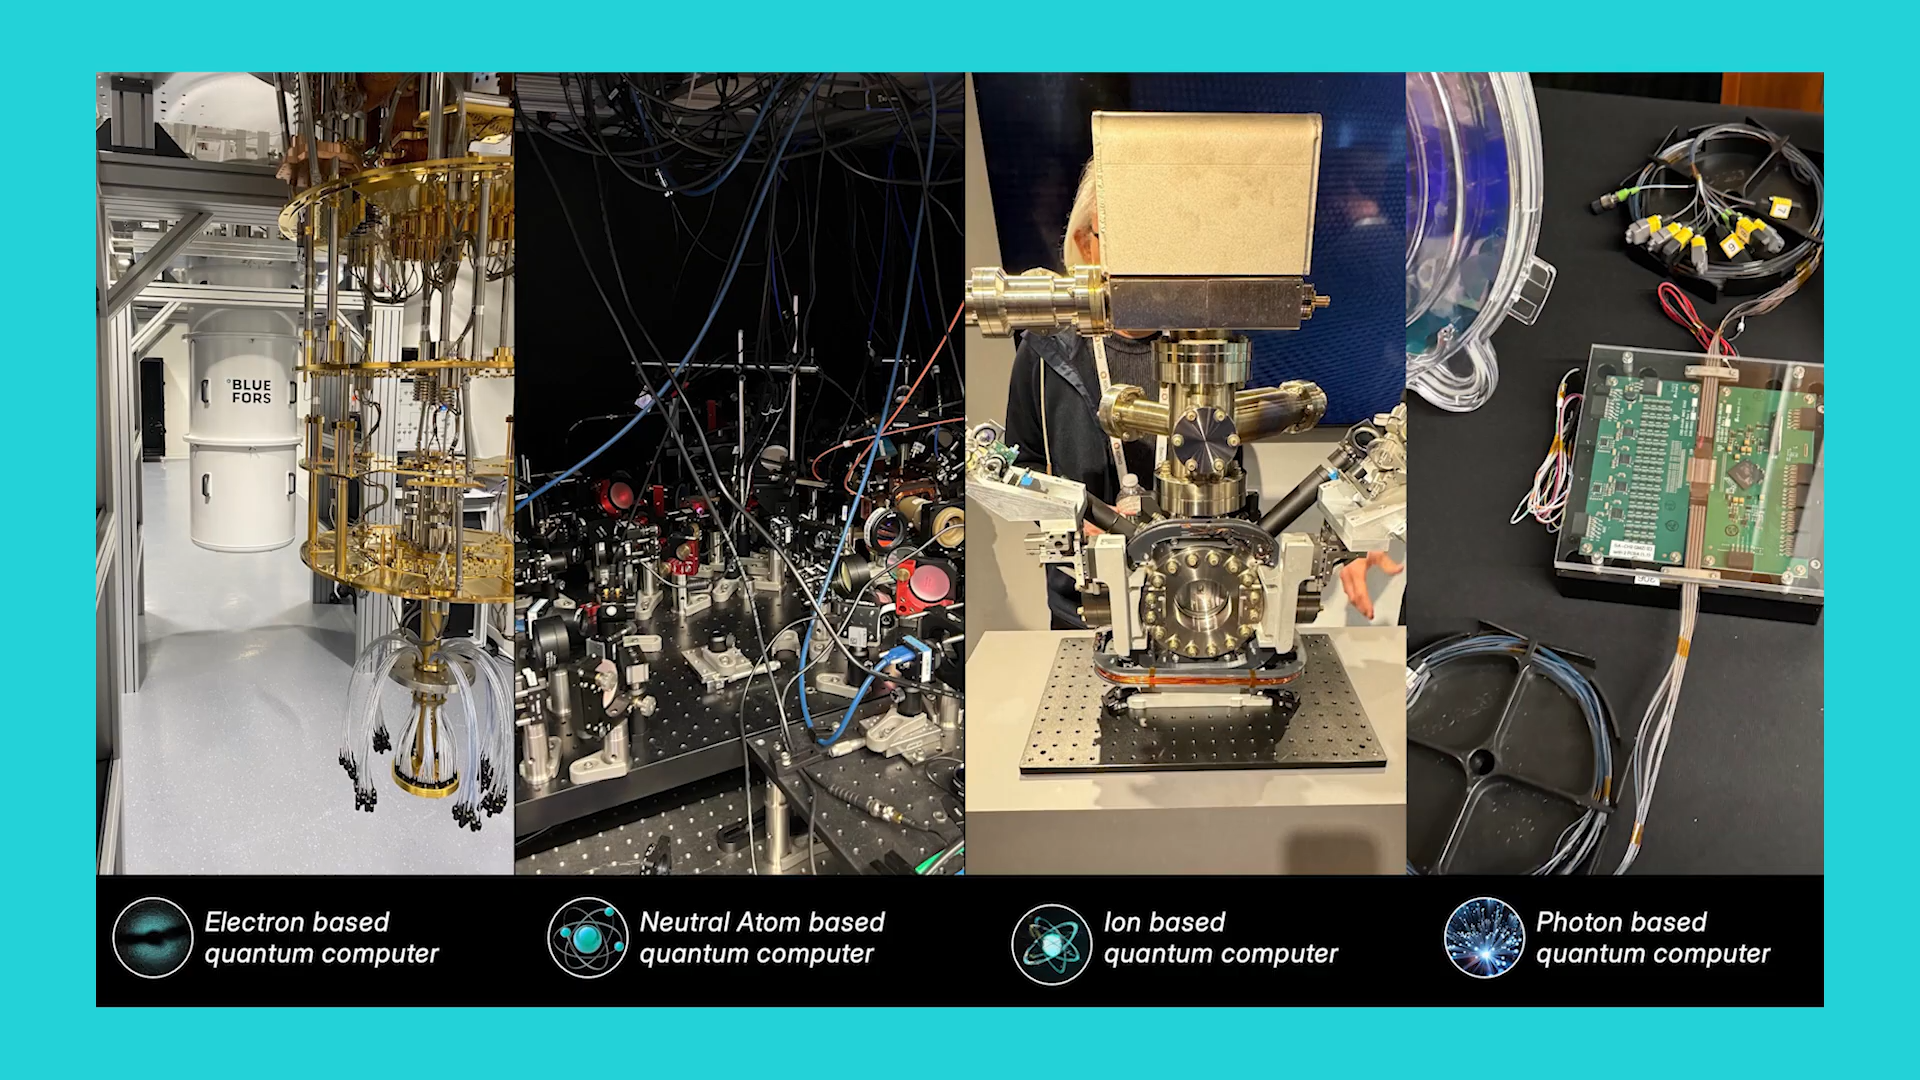 BLUE
FORS
Electron based
quantum computer
Neutral Atom based
quantum computer
Ion based
quantum computer
Photon based
quantum computer